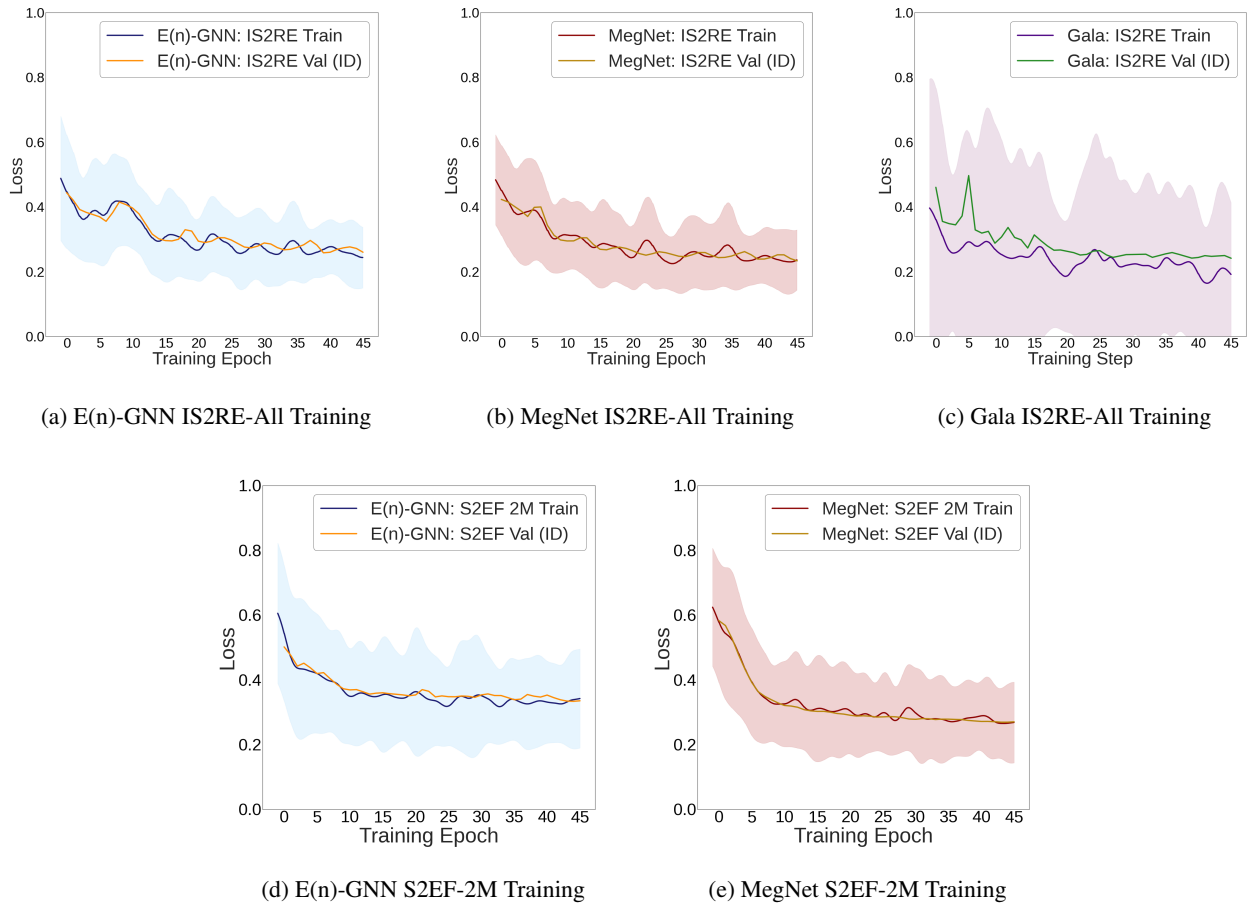 E(n)-GNN: IS2RE Train
E(n)-GNN: IS2RE Val (ID)
Loss
1.0
0.8
0.6
0.4
0.2
0.0
0 5 10 15 20 25 30 35 40 45
Training Epoch
(a) E(n)-GNN IS2RE-All Training
MegNet: IS2RE Train
MegNet: IS2RE Val (ID)
Loss
1.0
0.8
0.6
0.4
0.2
0.0
0 5 10 15 20 25 30 35 40 45
Training Epoch
(b) MegNet IS2RE-All Training
Gala: IS2RE Train
Gala: IS2RE Val (ID)
Loss
1.0
0.8
0.6
0.4
0.2
0.0
0 5 10 15 20 25 30 35 40 45
Training Step
(c) Gala IS2RE-All Training
E(n)-GNN: S2EF 2M Train
E(n)-GNN: S2EF Val (ID)
Loss
1.0
0.8
0.6
0.4
0.2
0.0
0 5 10 15 20 25 30 35 40 45
Training Epoch
(d) E(n)-GNN S2EF-2M Training
MegNet: S2EF 2M Train
MegNet: S2EF Val (ID)
Loss
1.0
0.8
0.6
0.4
0.2
0.0
0 5 10 15 20 25 30 35 40 45
Training Epoch
(e) MegNet S2EF-2M Training